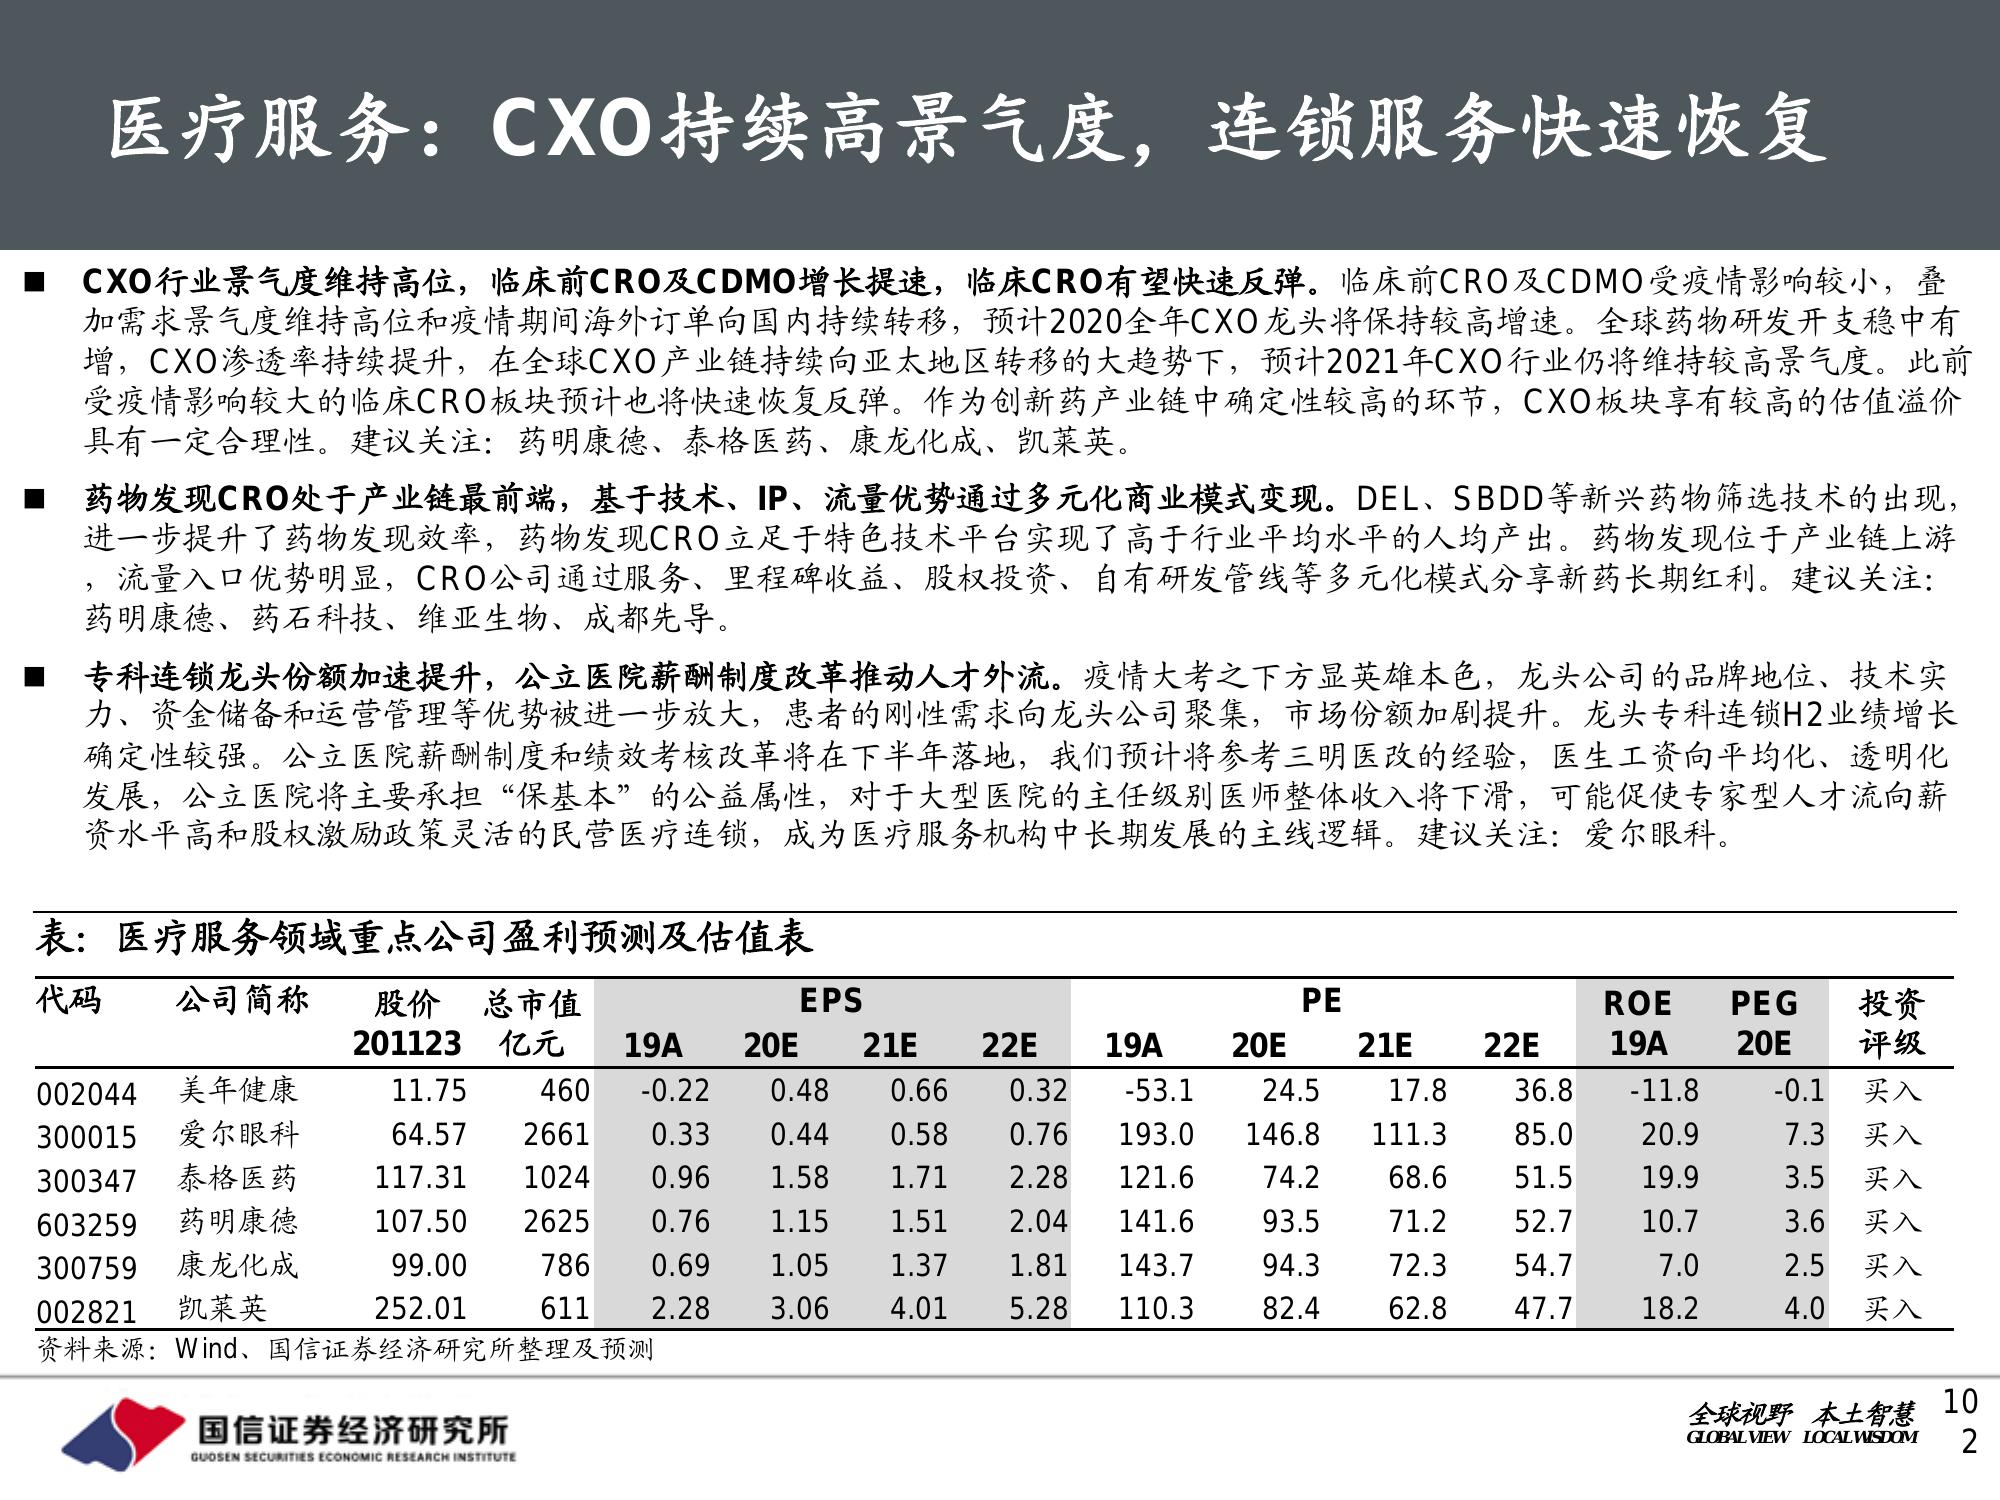 医疗服务：CXO持续高景气度，连锁服务快速恢复
■ CXO行业景气度维持高位，临床前CRO及CDMO增长提速，临床CRO有望快速反弹。临床前CRO及CDMO受疫情影响较小，叠
加需求景气度维持高位和疫情期间海外订单向国内持续转移，预计2020全年CXO龙头将保持较高增速。全球药物研发开支稳中有
增，CXO渗透率持续提升，在全球CXO产业链持续向亚太地区转移的大趋势下，预计2021年CXO行业仍将维持较高景气度。此前
受疫情影响较大的临床CRO板块预计也将快速恢复反弹。作为创新药产业链中确定性较高的环节，CXO板块享有较高的估值溢价
具有一定合理性。建议关注：药明康德、泰格医药、康龙化成、凯莱英。
■ 药物发现CRO处于产业链最前端，基于技术、IP、流量优势通过多元化商业模式变现。DEL、SBDD等新兴药物筛选技术的出现，
进一步提升了药物发现效率，药物发现CRO立足于特色技术平台实现了高于行业平均水平的人均产出。药物发现位于产业链上游
，流量入口优势明显，CRO公司通过服务、里程碑收益、股权投资、自有研发管线等多元化模式分享新药长期红利。建议关注：
药明康德、药石科技、维亚生物、成都先导。
■ 专科连锁龙头份额加速提升，公立医院薪酬制度改革推动人才外流。疫情大考之下方显英雄本色，龙头公司的品牌地位、技术实
力、资金储备和运营管理等优势被进一步放大，患者的刚性需求向龙头公司聚集，市场份额加剧提升。龙头专科连锁H2业绩增长
确定性较强。公立医院薪酬制度和绩效考核改革将在下半年落地，我们预计将参考三明医改的经验，医生工资向平均化、透明化
发展，公立医院将主要承担“保基本”的公益属性，对于大型医院的主任级别医师整体收入将下滑，可能促使专家型人才流向薪
资水平高和股权激励政策灵活的民营医疗连锁，成为医疗服务机构中长期发展的主线逻辑。建议关注：爱尔眼科。
表：医疗服务领域重点公司盈利预测及估值表
代码 公司简称 股价 总市值 EPS PE ROE PEG 投资
201123 亿元 19A 20E 21E 22E 19A 20E 21E 22E 19A 20E 评级
002044 美年健康 11.75 460 -0.22 0.48 0.66 0.32 -53.1 24.5 17.8 36.8 -11.8 -0.1 买入
300015 爱尔眼科 64.57 2661 0.33 0.44 0.58 0.76 193.0 146.8 111.3 85.0 20.9 7.3 买入
300347 泰格医药 117.31 1024 0.96 1.58 1.71 2.28 121.6 74.2 68.6 51.5 19.9 3.5 买入
603259 药明康德 107.50 2625 0.76 1.15 1.51 2.04 141.6 93.5 71.2 52.7 10.7 3.6 买入
300759 康龙化成 99.00 786 0.69 1.05 1.37 1.81 143.7 94.3 72.3 54.7 7.0 2.5 买入
002821 凯莱英 252.01 611 2.28 3.06 4.01 5.28 110.3 82.4 62.8 47.7 18.2 4.0 买入
资料来源：Wind、国信证券经济研究所整理及预测
国信证券经济研究所
GUOSEN SECURITIES ECONOMIC RESEARCH INSTITUTE
全球视野 本土智慧
GLOBAL VIEW LOCAL WISDOM
10
2